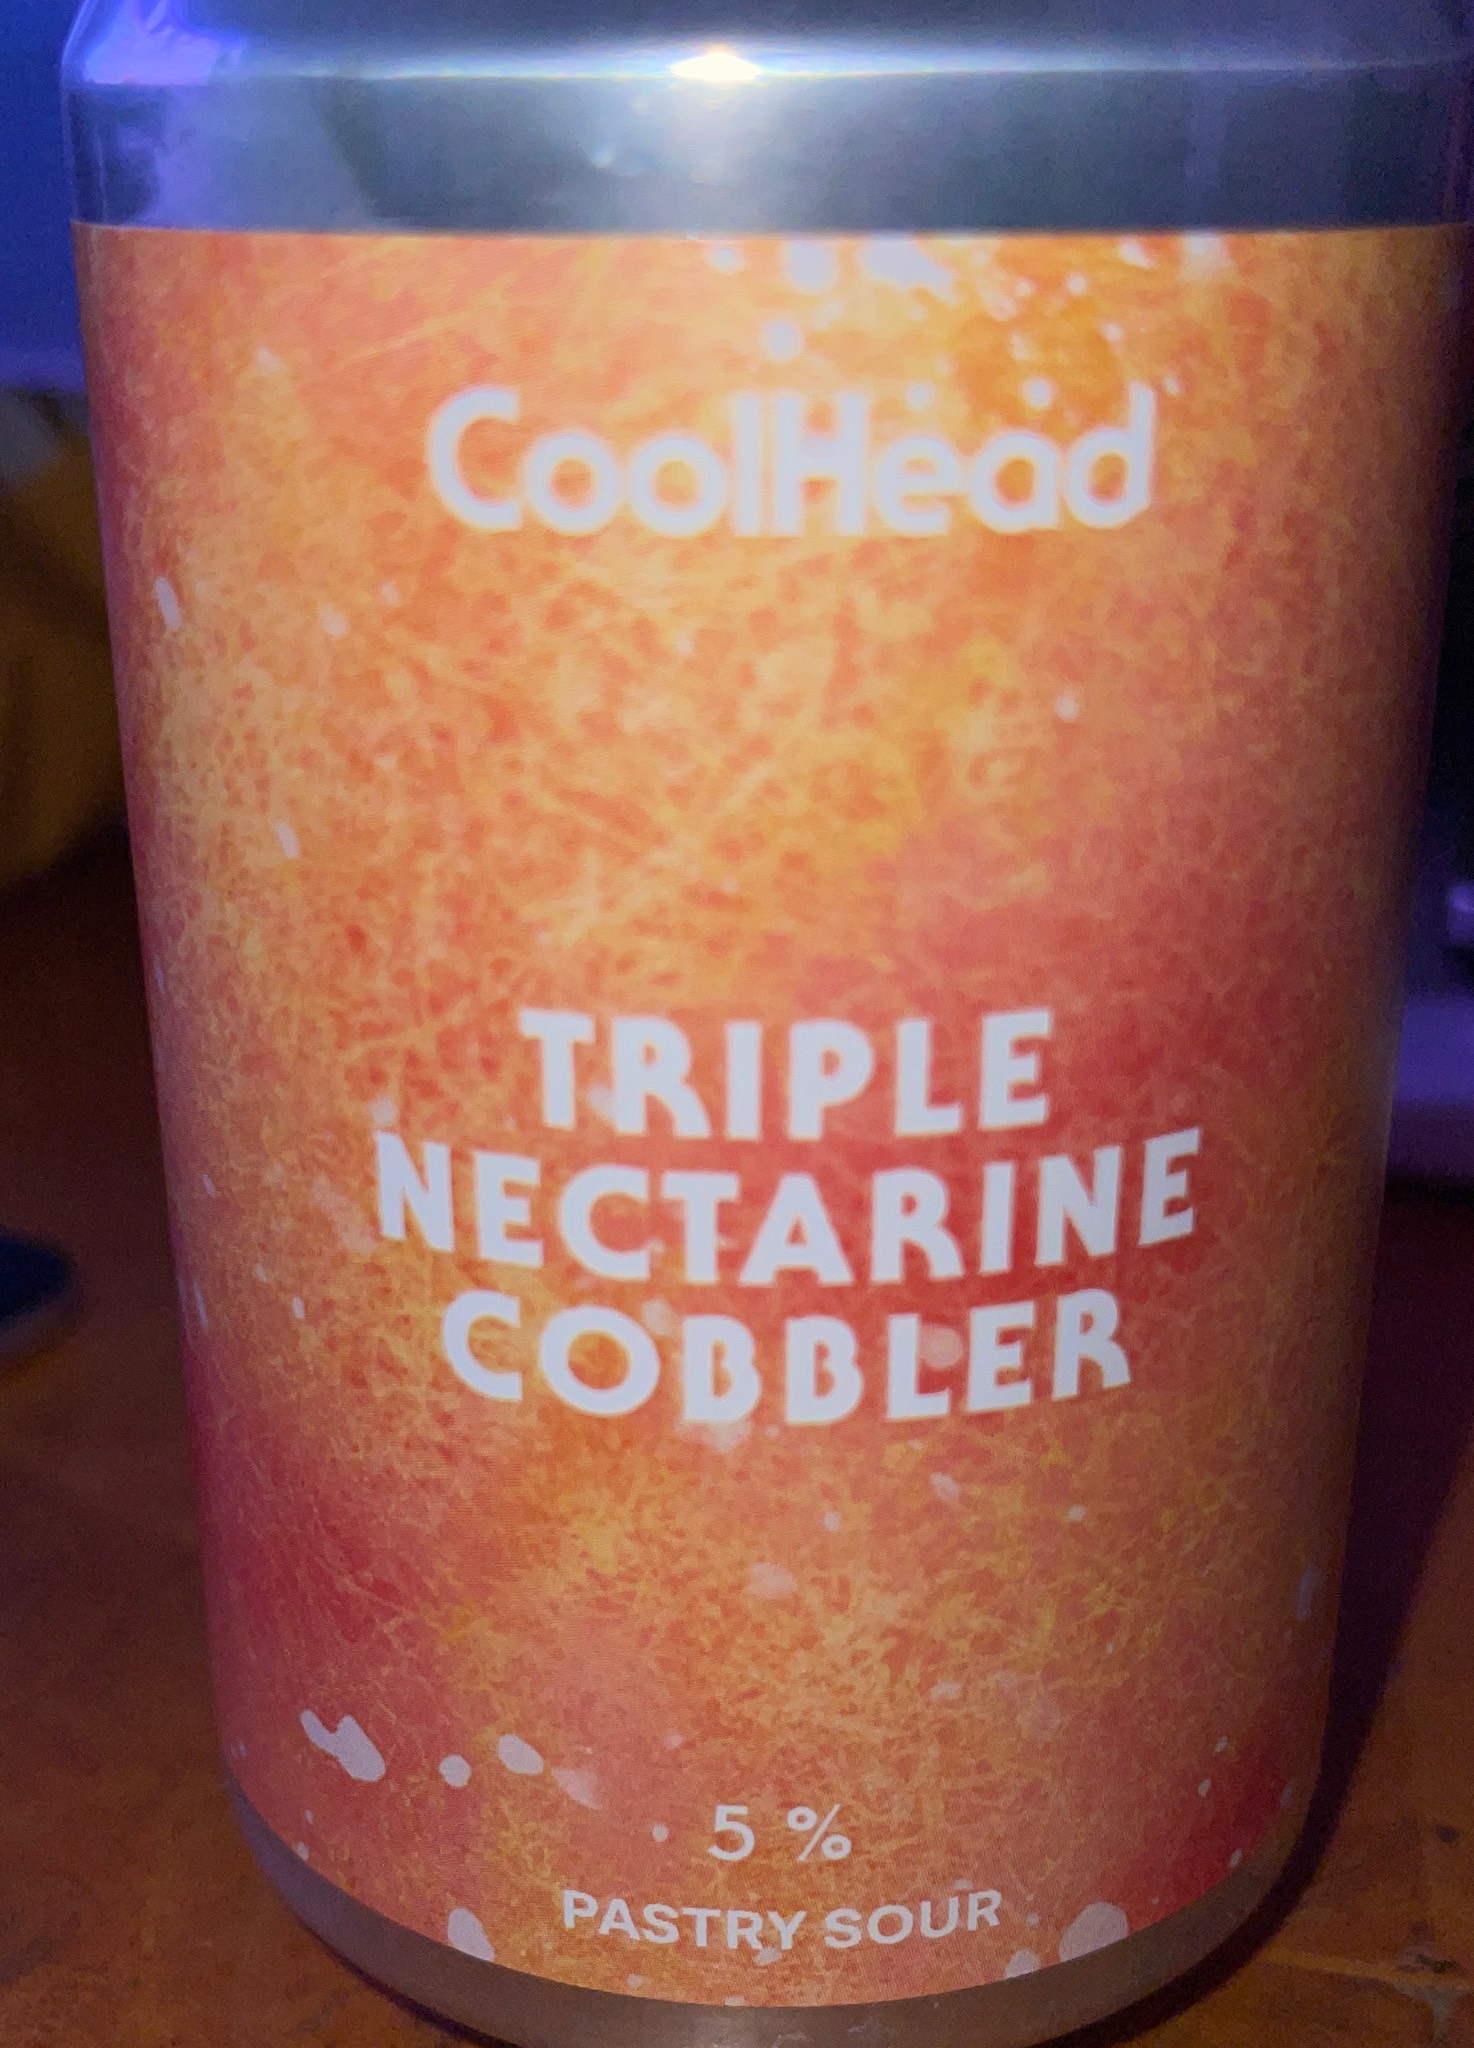 CoolHead
TRIPLE
NECTARINE
COBBLER
5 %
PASTRY SOUR